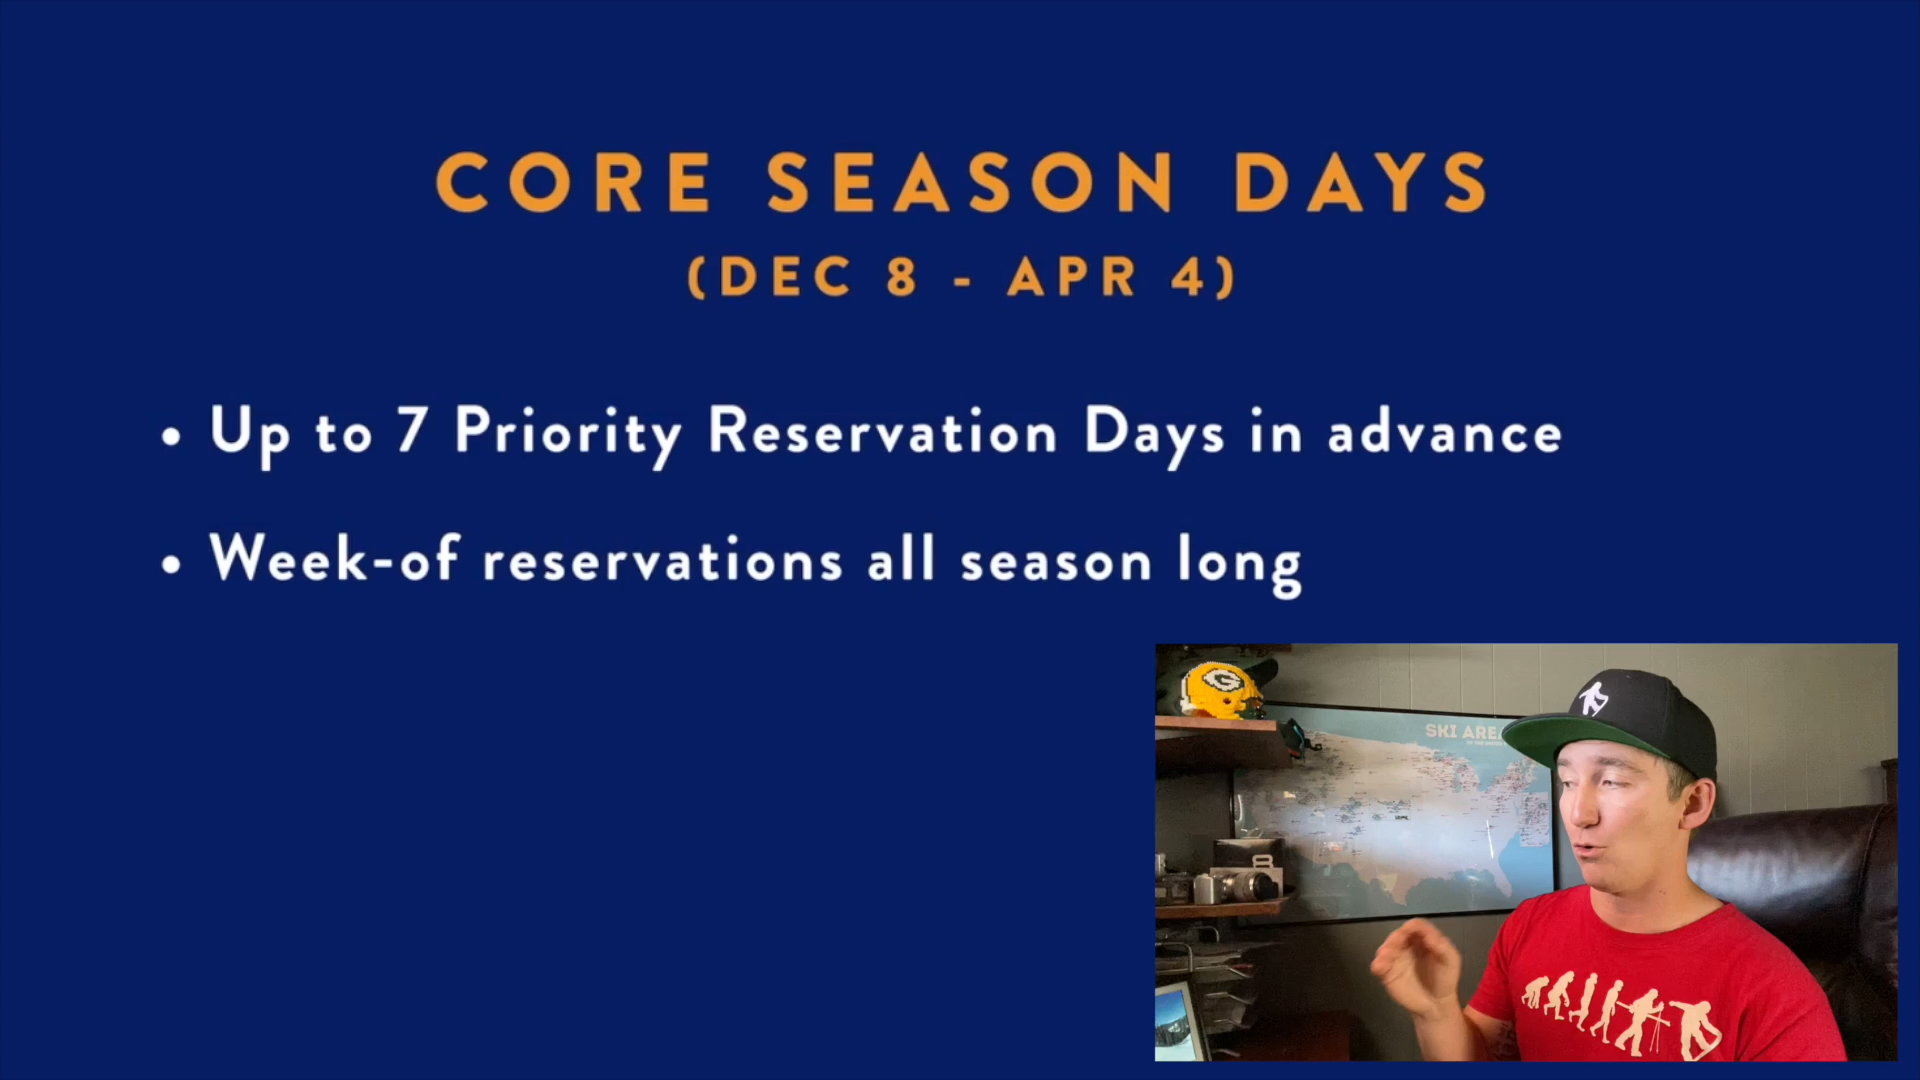 CORE SEASON DAYS
(DEC 8 - APR 4)
• Up to 7 Priority Reservation Days in advance
• Week-of reservations all season long
G
SKI ARE
8